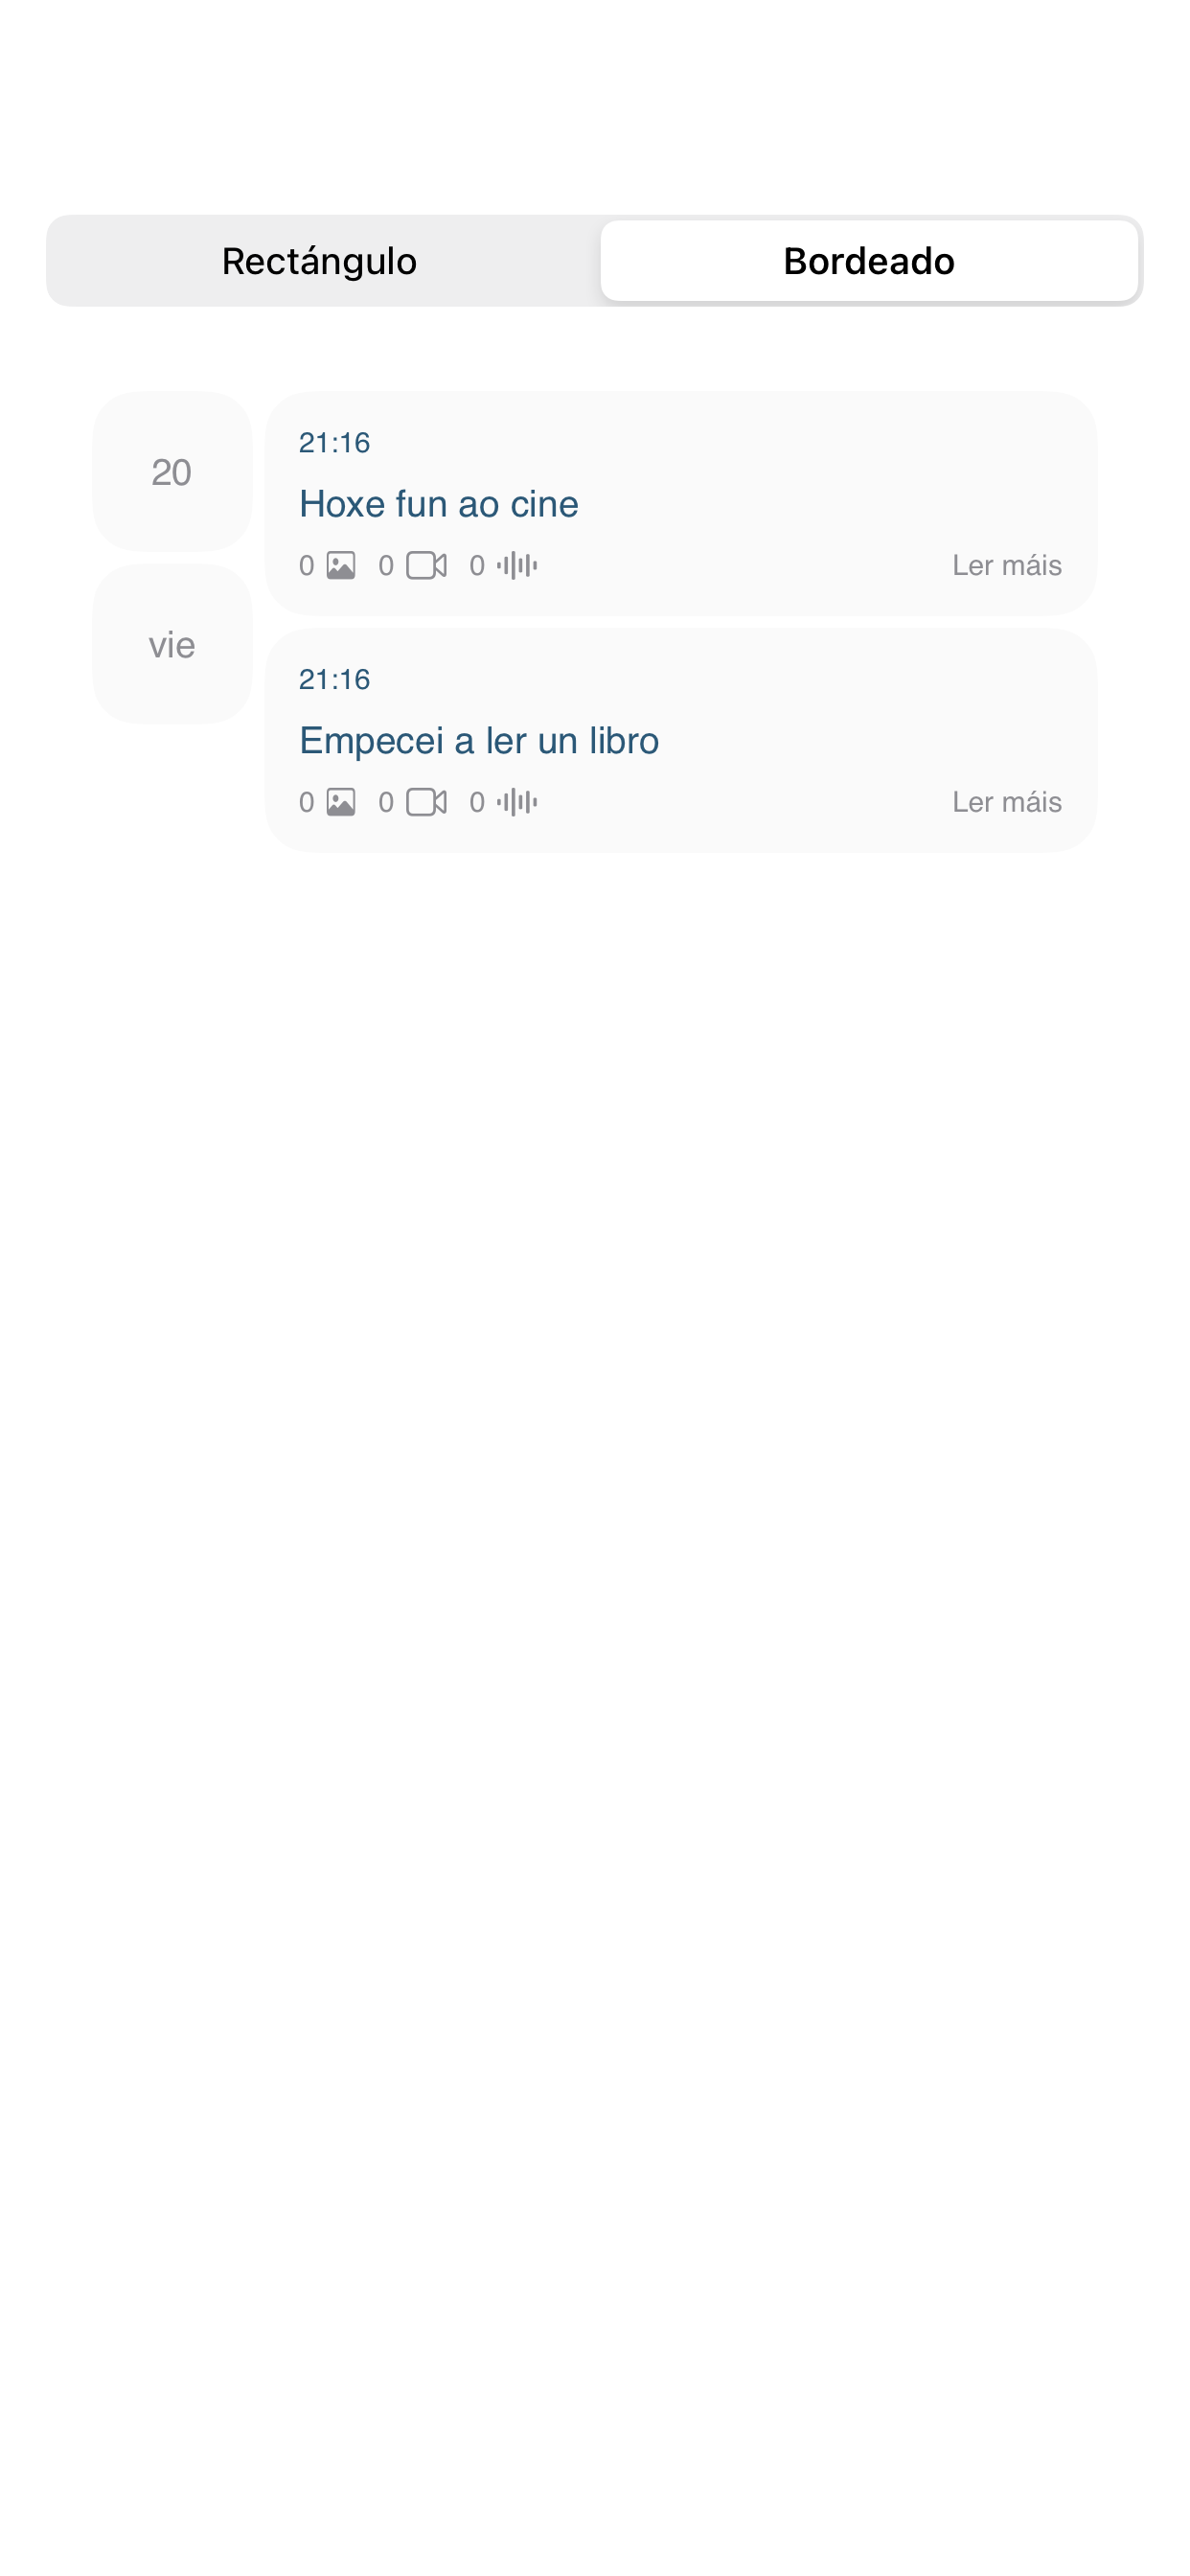 Rectángulo Bordeado
20
vie
21:16
Hoxe fun ao cine
0 0 0 Ler máis
21:16
Empecei a ler un libro
0 0 0 Ler máis